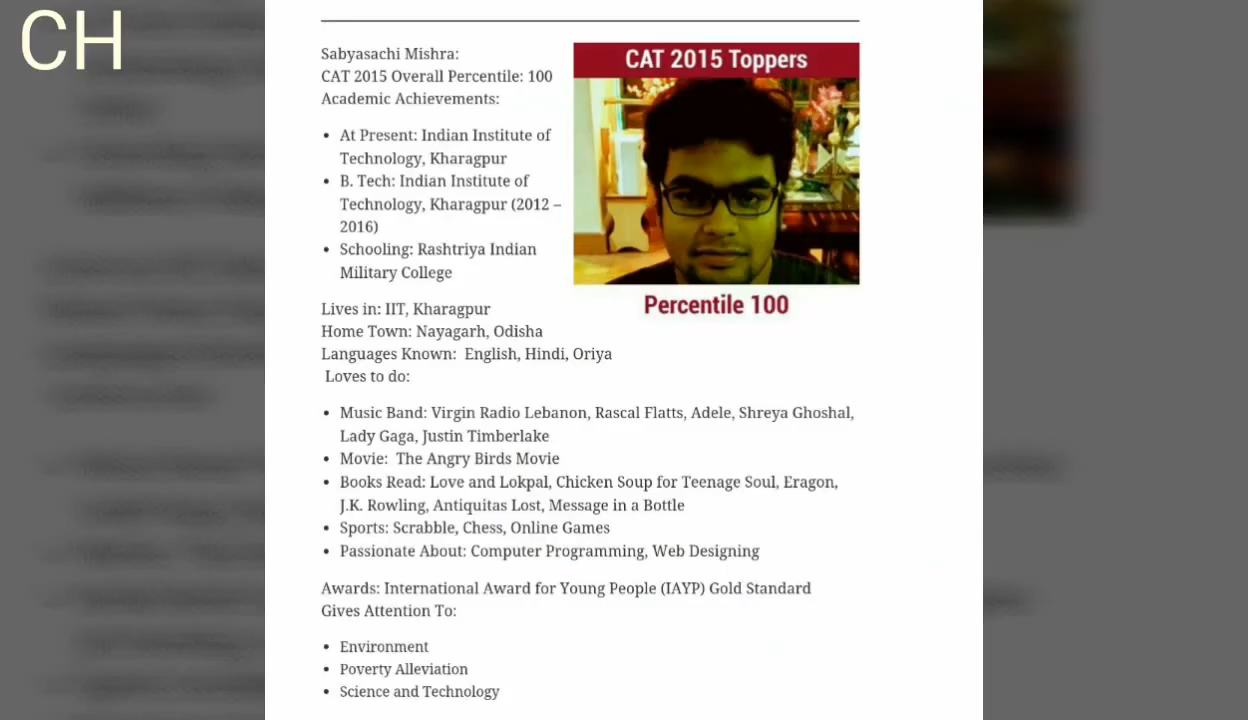 CH
Sabyasachi Mishra:
CAT 2015 Overall Percentile: 100
Academic Achievements:
• At Present: Indian Institute of
Technology, Kharagpur
• B. Tech: Indian Institute of
Technology, Kharagpur (2012 –
2016)
• Schooling: Rashtriya Indian
Military College
CAT 2015 Toppers
Percentile 100
Lives in: IIT, Kharagpur
Home Town: Nayagarh, Odisha
Languages Known: English, Hindi, Oriya
Loves to do:
• Music Band: Virgin Radio Lebanon, Rascal Flatts, Adele, Shreya Ghoshal,
Lady Gaga, Justin Timberlake
• Movie: The Angry Birds Movie
• Books Read: Love and Lokpal, Chicken Soup for Teenage Soul, Eragon,
J.K. Rowling, Antiquitas Lost, Message in a Bottle
• Sports: Scrabble, Chess, Online Games
• Passionate About: Computer Programming, Web Designing
Awards: International Award for Young People (IAYP) Gold Standard
Gives Attention To:
• Environment
• Poverty Alleviation
• Science and Technology